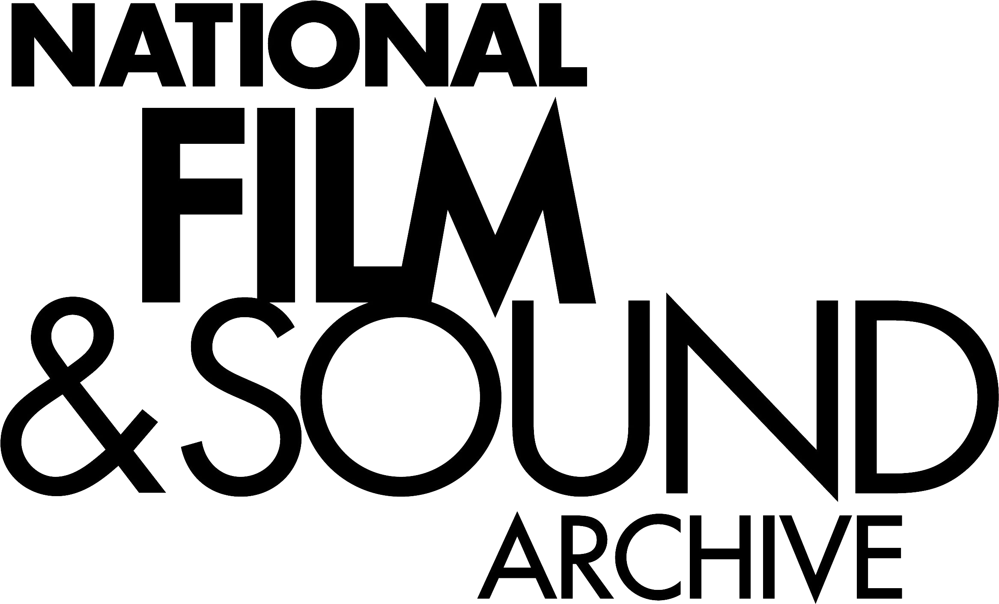 NATIONAL
FILM
& SOUND
ARCHIVE